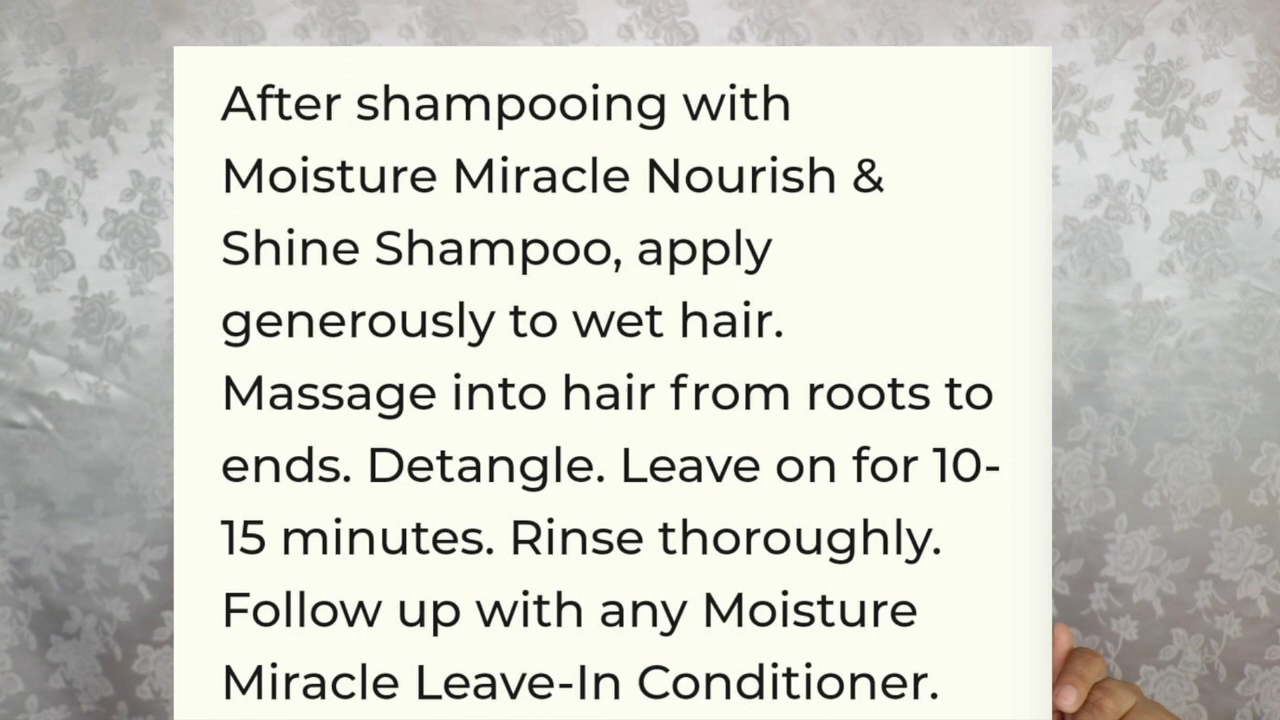 After shampooing with
Moisture Miracle Nourish &
Shine Shampoo, apply
generously to wet hair.
Massage into hair from roots to
ends. Detangle. Leave on for 10-
15 minutes. Rinse thoroughly.
Follow up with any Moisture
Miracle Leave-In Conditioner.